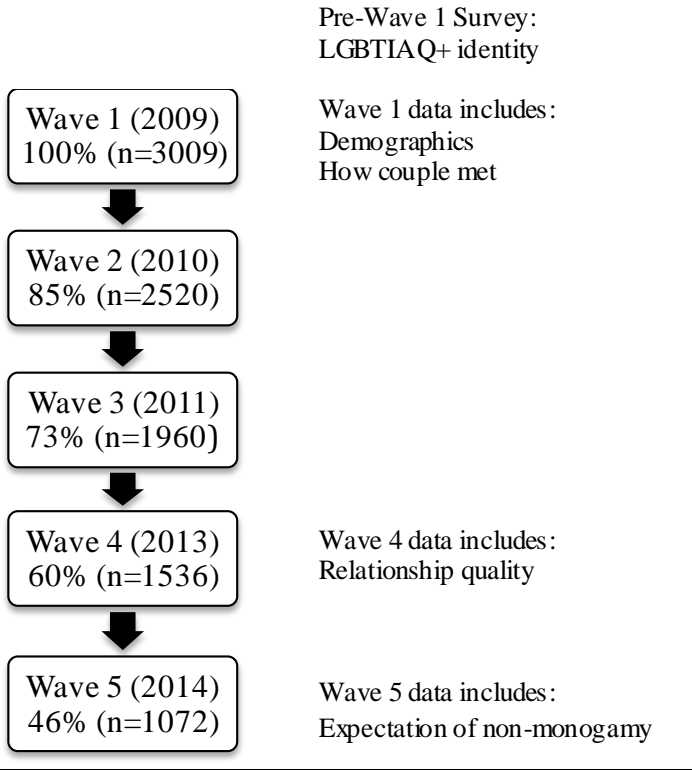 Pre-Wave 1 Survey:
LGBTIAQ+ identity
Wave 1 (2009)
100% (n=3009)
Wave 1 data includes:
Demographics
How couple met
Wave 2 (2010)
85% (n=2520)
Wave 3 (2011)
73% (n=1960)
Wave 4 (2013)
60% (n=1536)
Wave 4 data includes:
Relationship quality
Wave 5 (2014)
46% (n=1072)
Wave 5 data includes:
Expectation of non-monogamy